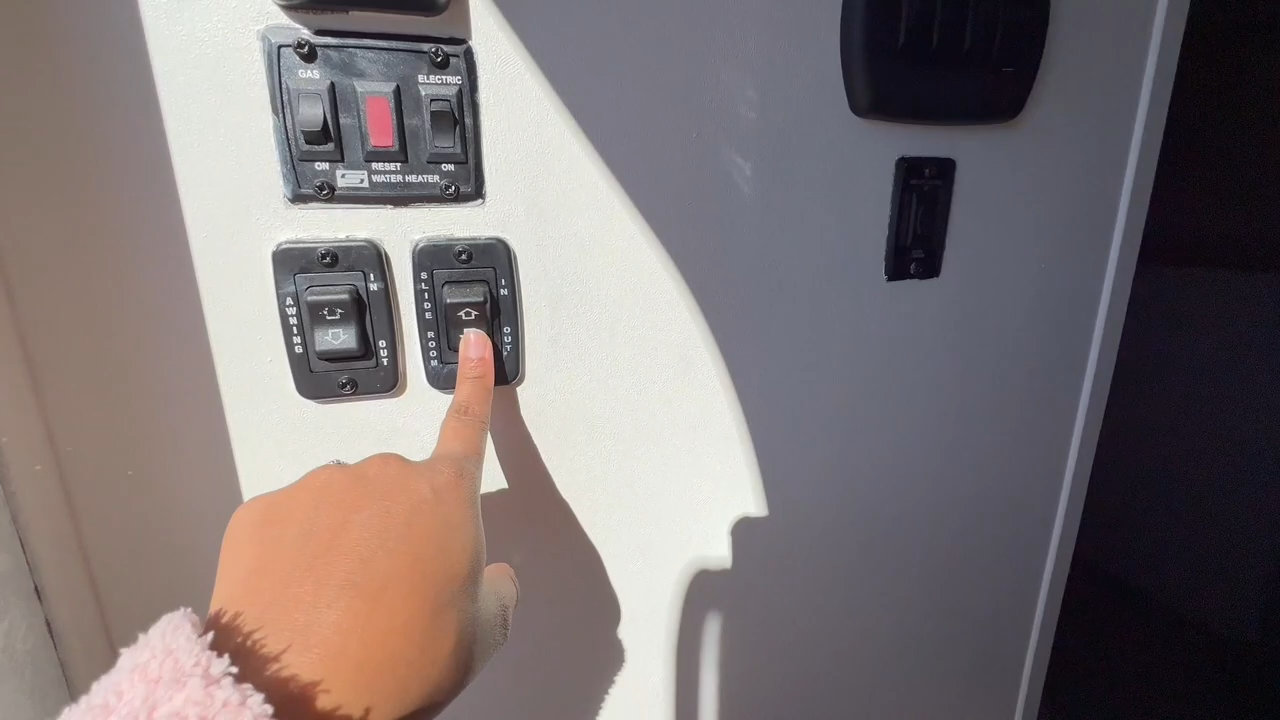 GAS
ELECTRIC
ON
RESET
ON
S WATER HEATER
AWNING
IN
OUT
SLIDE ROOM
IN
OUT